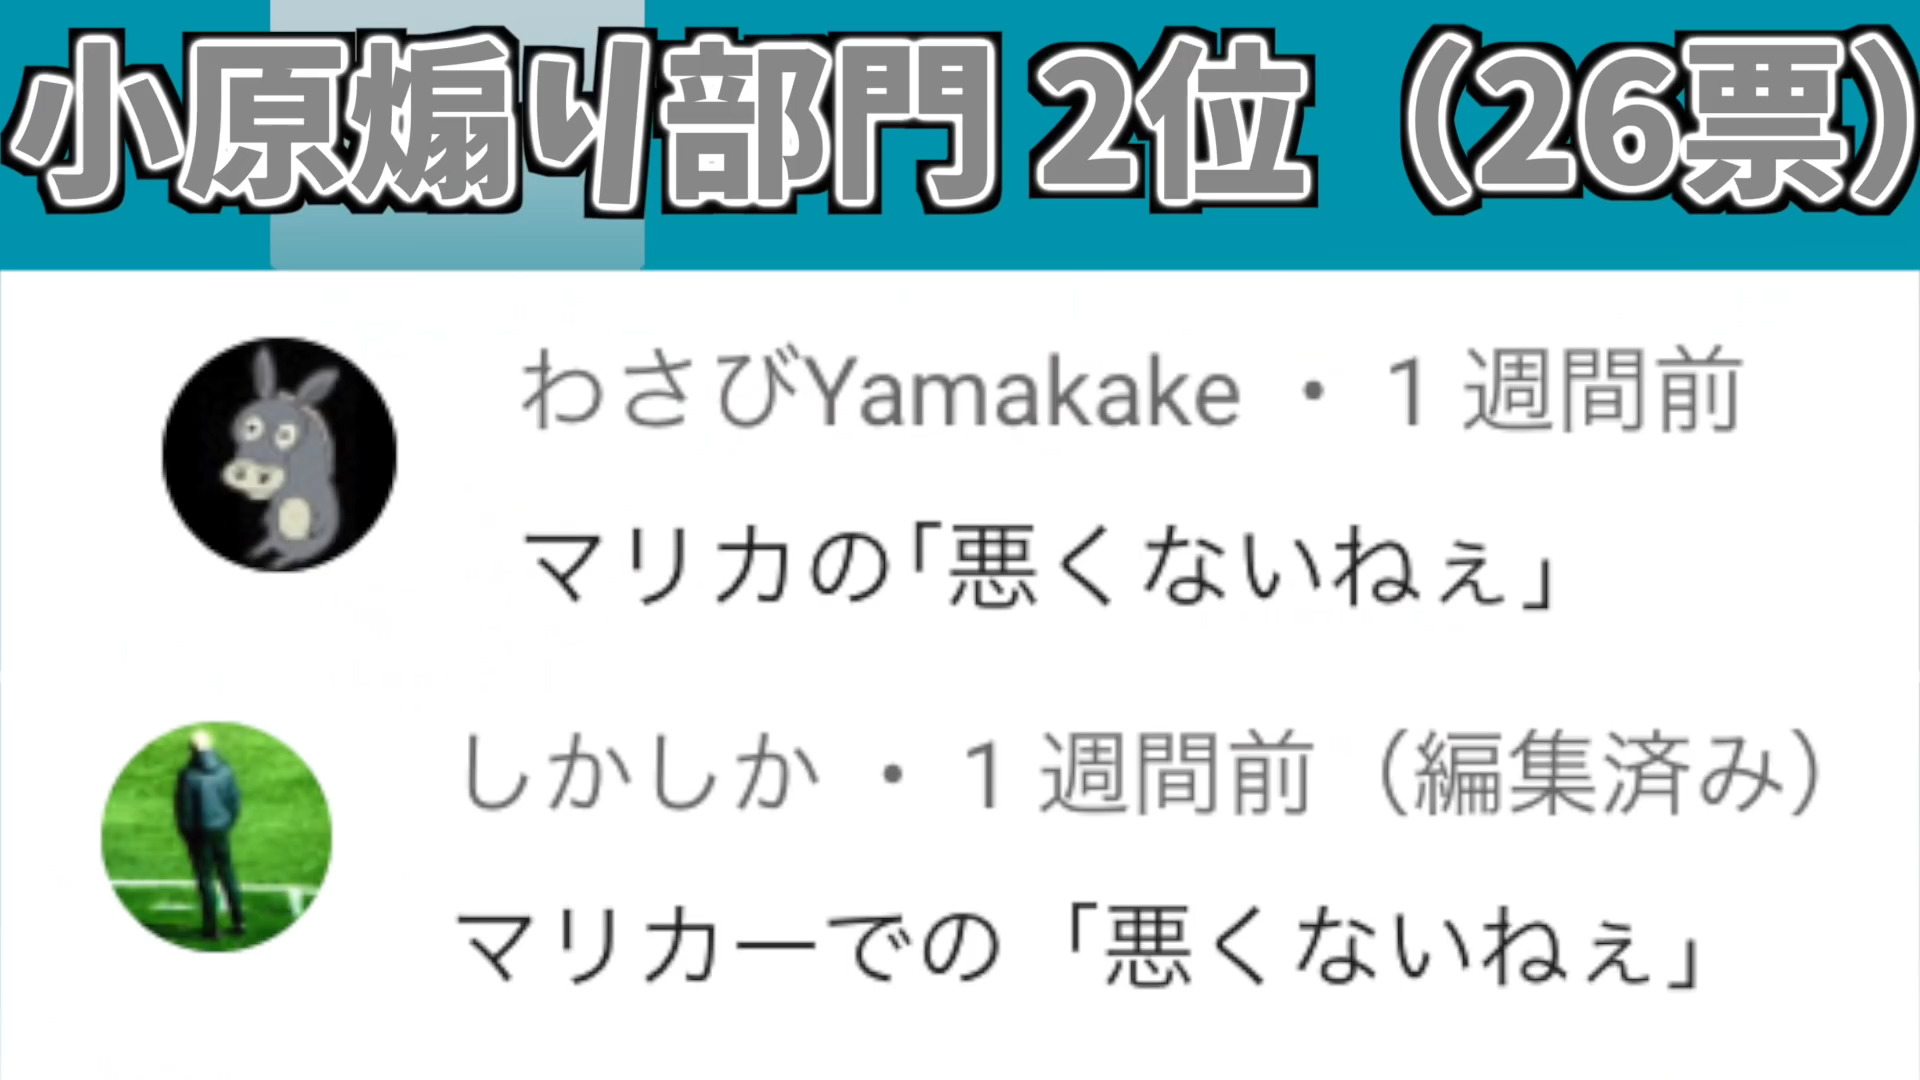 小原煽り部門 2位（26票）
わさびYamakake ・ 1 週間前
マリカの｢悪くないねぇ｣
しかしか ・ 1 週間前（編集済み）
マリカーでの「悪くないねぇ」